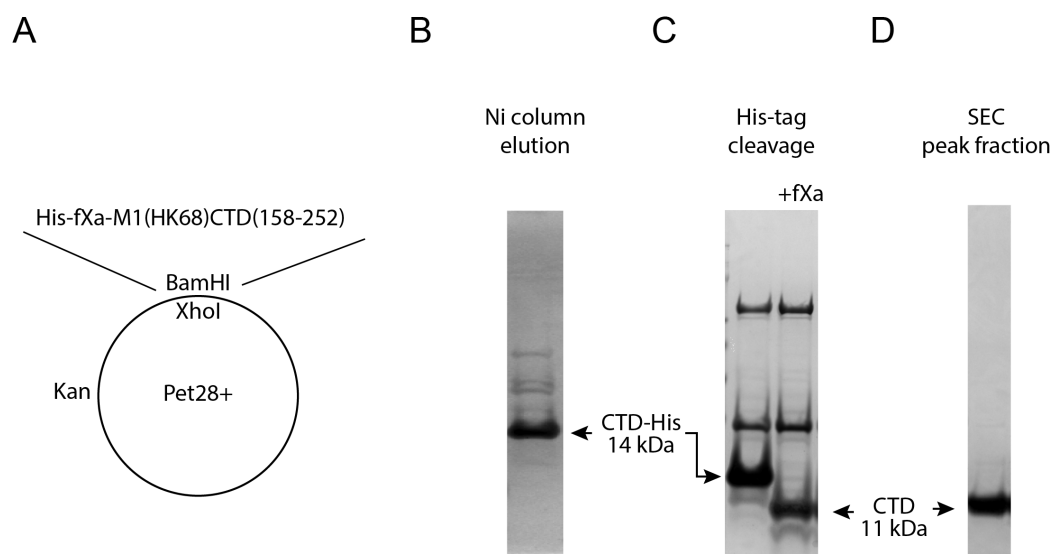 A
B
C
D
Ni column
elution
His-tag
cleavage
+fXa
SEC
peak fraction
His-fXa-M1(HK68)CTD(158-252)
BamHI
XhoI
Kan
Pet28+
CTD-His
14 kDa
CTD
11 kDa